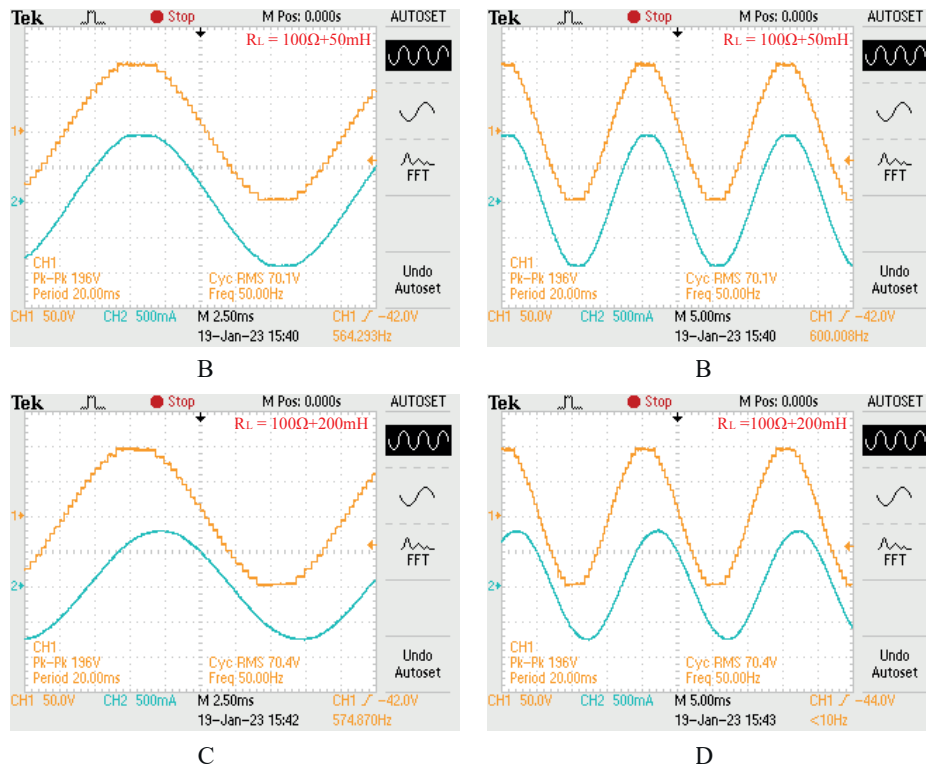 Tek Stop M Pos: 0.000s AUTOSET
RL = 100Ω+50mH
1
FFT
2
CH1
Pk-Pk 196V Cyc RMS 70.1V
Period 20.00ms Freq 50.00Hz
Undo
Autoset
CH1 50.0V CH2 500mA M 2.50ms CH1 -42.0V
19-Jan-23 15:40 564.293Hz
B
Tek Stop M Pos: 0.000s AUTOSET
RL = 100Ω+50mH
1
FFT
2
CH1
Pk-Pk 196V Cyc RMS 70.1V
Period 20.00ms Freq 50.00Hz
Undo
Autoset
CH1 50.0V CH2 500mA M 5.00ms CH1 -42.0V
19-Jan-23 15:40 600.008Hz
B
Tek Stop M Pos: 0.000s AUTOSET
RL = 100Ω+200mH
1
FFT
2
CH1
Pk-Pk 196V Cyc RMS 70.4V
Period 20.00ms Freq 50.00Hz
Undo
Autoset
CH1 50.0V CH2 500mA M 2.50ms CH1 -42.0V
19-Jan-23 15:42 574.870Hz
C
Tek Stop M Pos: 0.000s AUTOSET
RL = 100Ω+200mH
1
FFT
2
CH1
Pk-Pk 196V Cyc RMS 70.4V
Period 20.00ms Freq 50.00Hz
Undo
Autoset
CH1 50.0V CH2 500mA M 5.00ms CH1 -44.0V
19-Jan-23 15:43 <10Hz
D